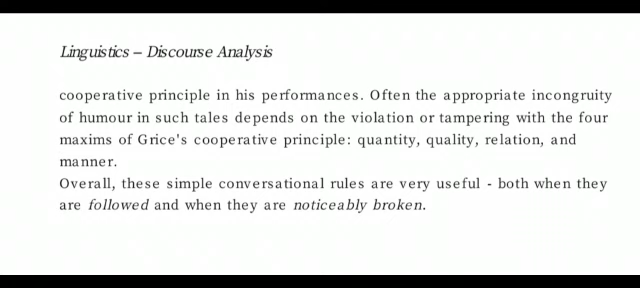 Linguistics – Discourse Analysis
cooperative principle in his performances. Often the appropriate incongruity
of humour in such tales depends on the violation or tampering with the four
maxims of Grice's cooperative principle: quantity, quality, relation, and
manner.
Overall, these simple conversational rules are very useful - both when they
are followed and when they are noticeably broken.